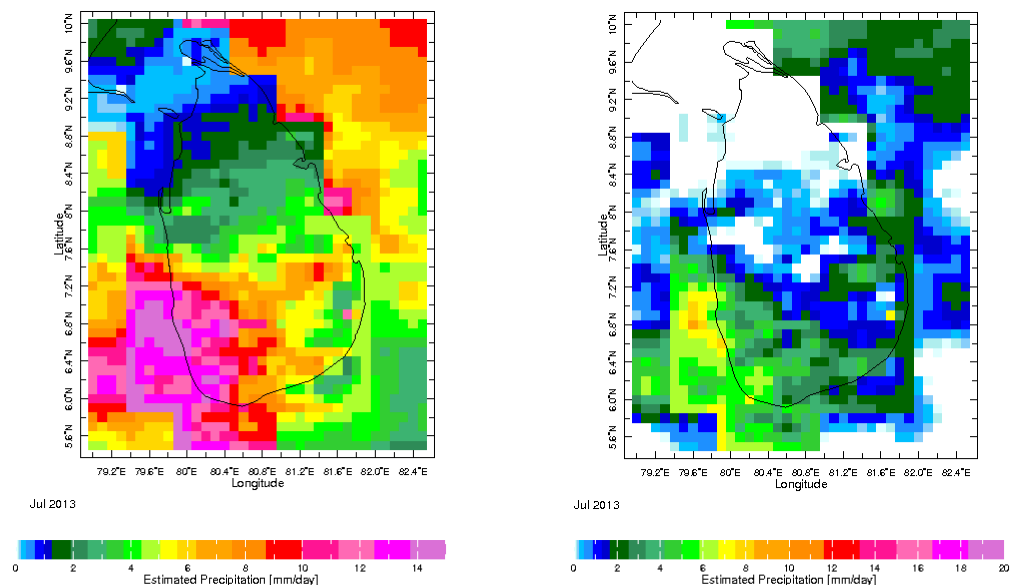 10°N
9.6°N
9.2°N
8.8°N
8.4°N
8°N
7.6°N
7.2°N
6.8°N
6.4°N
6.0°N
5.6°N
Latitude
79.2°E 79.6°E 80°E 80.4°E 80.8°E 81.2°E 81.6°E 82.0°E 82.4°E
Longitude
Jul 2013
0 2 4 6 8 10 12 14
Estimated Precipitation [mm/day]
10°N
9.6°N
9.2°N
8.8°N
8.4°N
8°N
7.6°N
7.2°N
6.8°N
6.4°N
6.0°N
5.6°N
Latitude
79.2°E 79.6°E 80°E 80.4°E 80.8°E 81.2°E 81.6°E 82.0°E 82.4°E
Longitude
Jul 2013
0 2 4 6 8 10 12 14 16 18 20
Estimated Precipitation [mm/day]